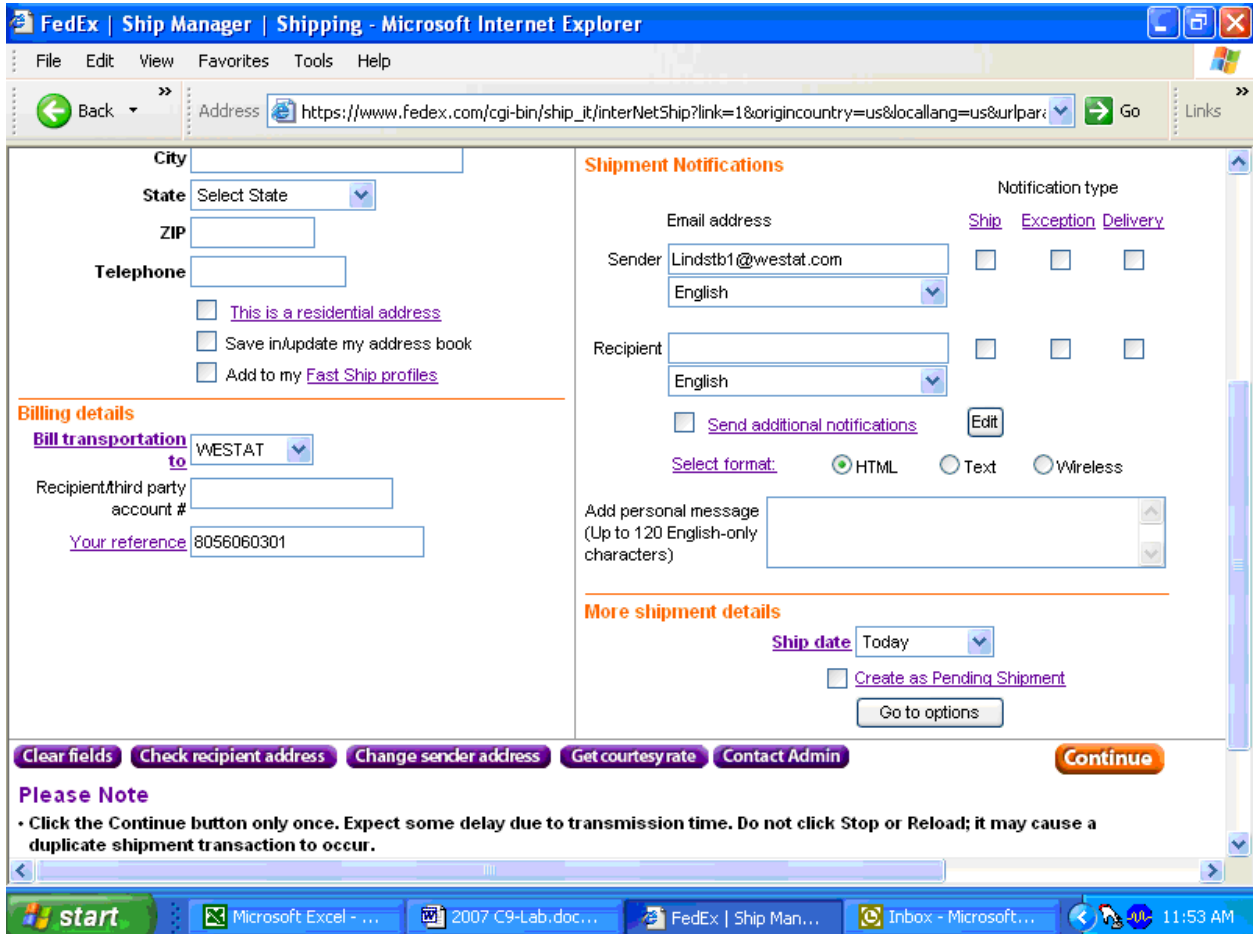 FedEx | Ship Manager | Shipping - Microsoft Internet Explorer
File Edit View Favorites Tools Help
Back
Address https://www.fedex.com/cgi-bin/ship_it/interNetShip?link=1&origincountry=us&locallang=us&urlpara Go Links
City
State Select State
ZIP
Telephone
This is a residential address
Save in/update my address book
Add to my Fast Ship profiles
Billing details
Bill transportation
to WESTAT
Recipient/third party
account #
Your reference 8056060301
Shipment Notifications
Notification type
Email address Ship Exception Delivery
Sender Lindstb1@westat.com
English
Recipient
English
Send additional notifications Edit
Select format: HTML Text Wireless
Add personal message
(Up to 120 English-only
characters)
More shipment details
Ship date Today
Create as Pending Shipment
Go to options
Clear fields Check recipient address Change sender address Get courtesy rate Contact Admin Continue
Please Note
• Click the Continue button only once. Expect some delay due to transmission time. Do not click Stop or Reload; it may cause a
duplicate shipment transaction to occur.
start Microsoft Excel - ... 2007 C9-Lab.doc... FedEx | Ship Man... Inbox - Microsoft... 11:53 AM